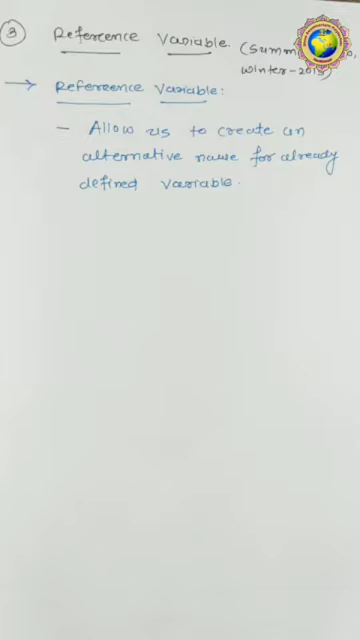 3 Reference Variable. (Summ
Winter-2019)
→ Reference Variable:
- Allow us to create an
alternative name for already
defined variable.